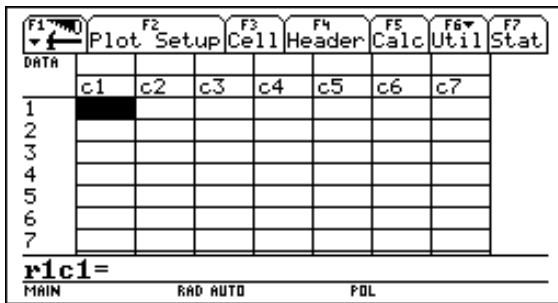 F1 F2 F3 F4 F5 F6 F7
Plot Setup Cell Header Calc Util Stat
DATA
c1 c2 c3 c4 c5 c6 c7
1
2
3
4
5
6
7
r1c1=
MAIN RAD AUTO POL